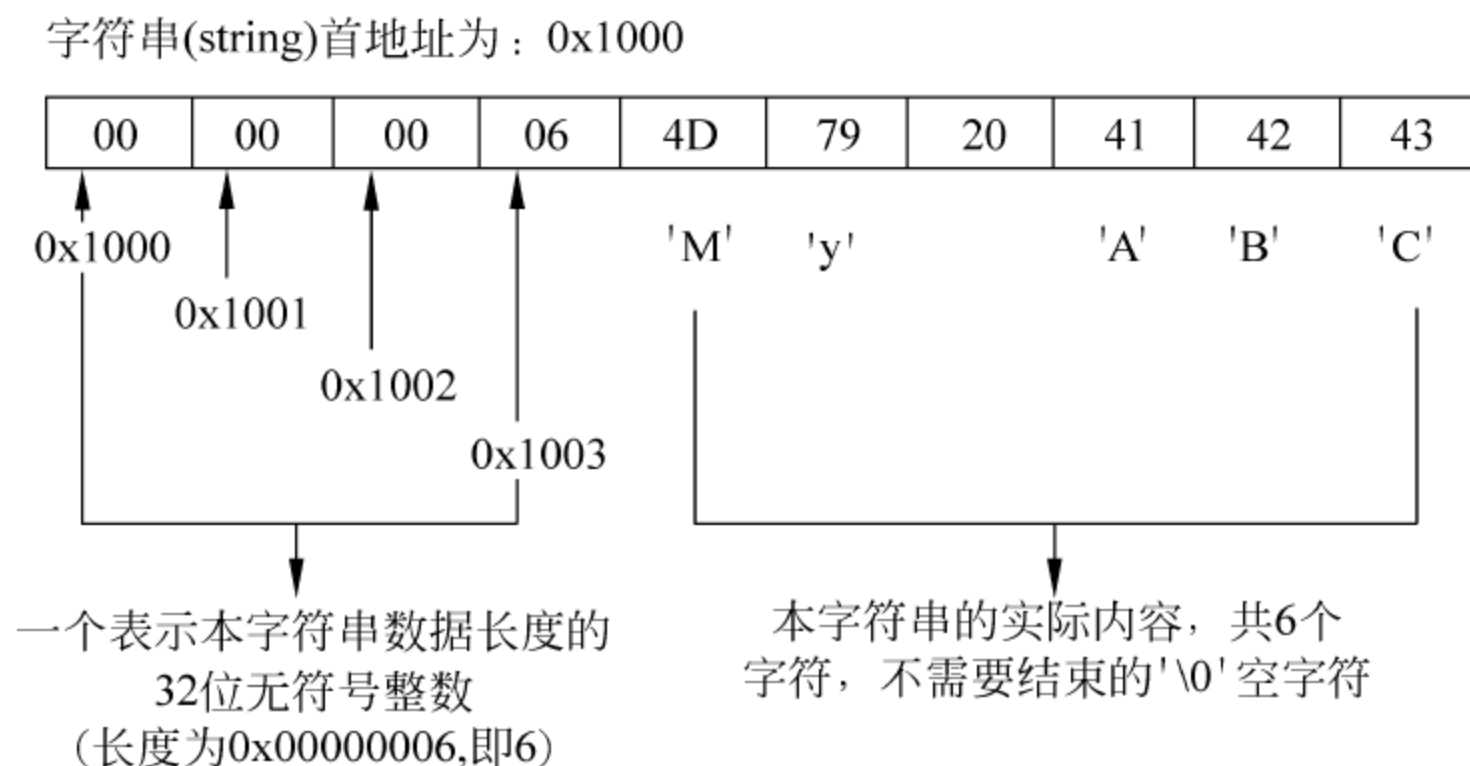 字符串(string)首地址为：0x1000
00 00 00 06 4D 79 20 41 42 43
0x1000 'M' 'y' 'A' 'B' 'C'
0x1001
0x1002
0x1003
一个表示本字符串数据长度的
32位无符号整数
（长度为0x00000006,即6）
本字符串的实际内容，共6个
字符，不需要结束的'\0'空字符